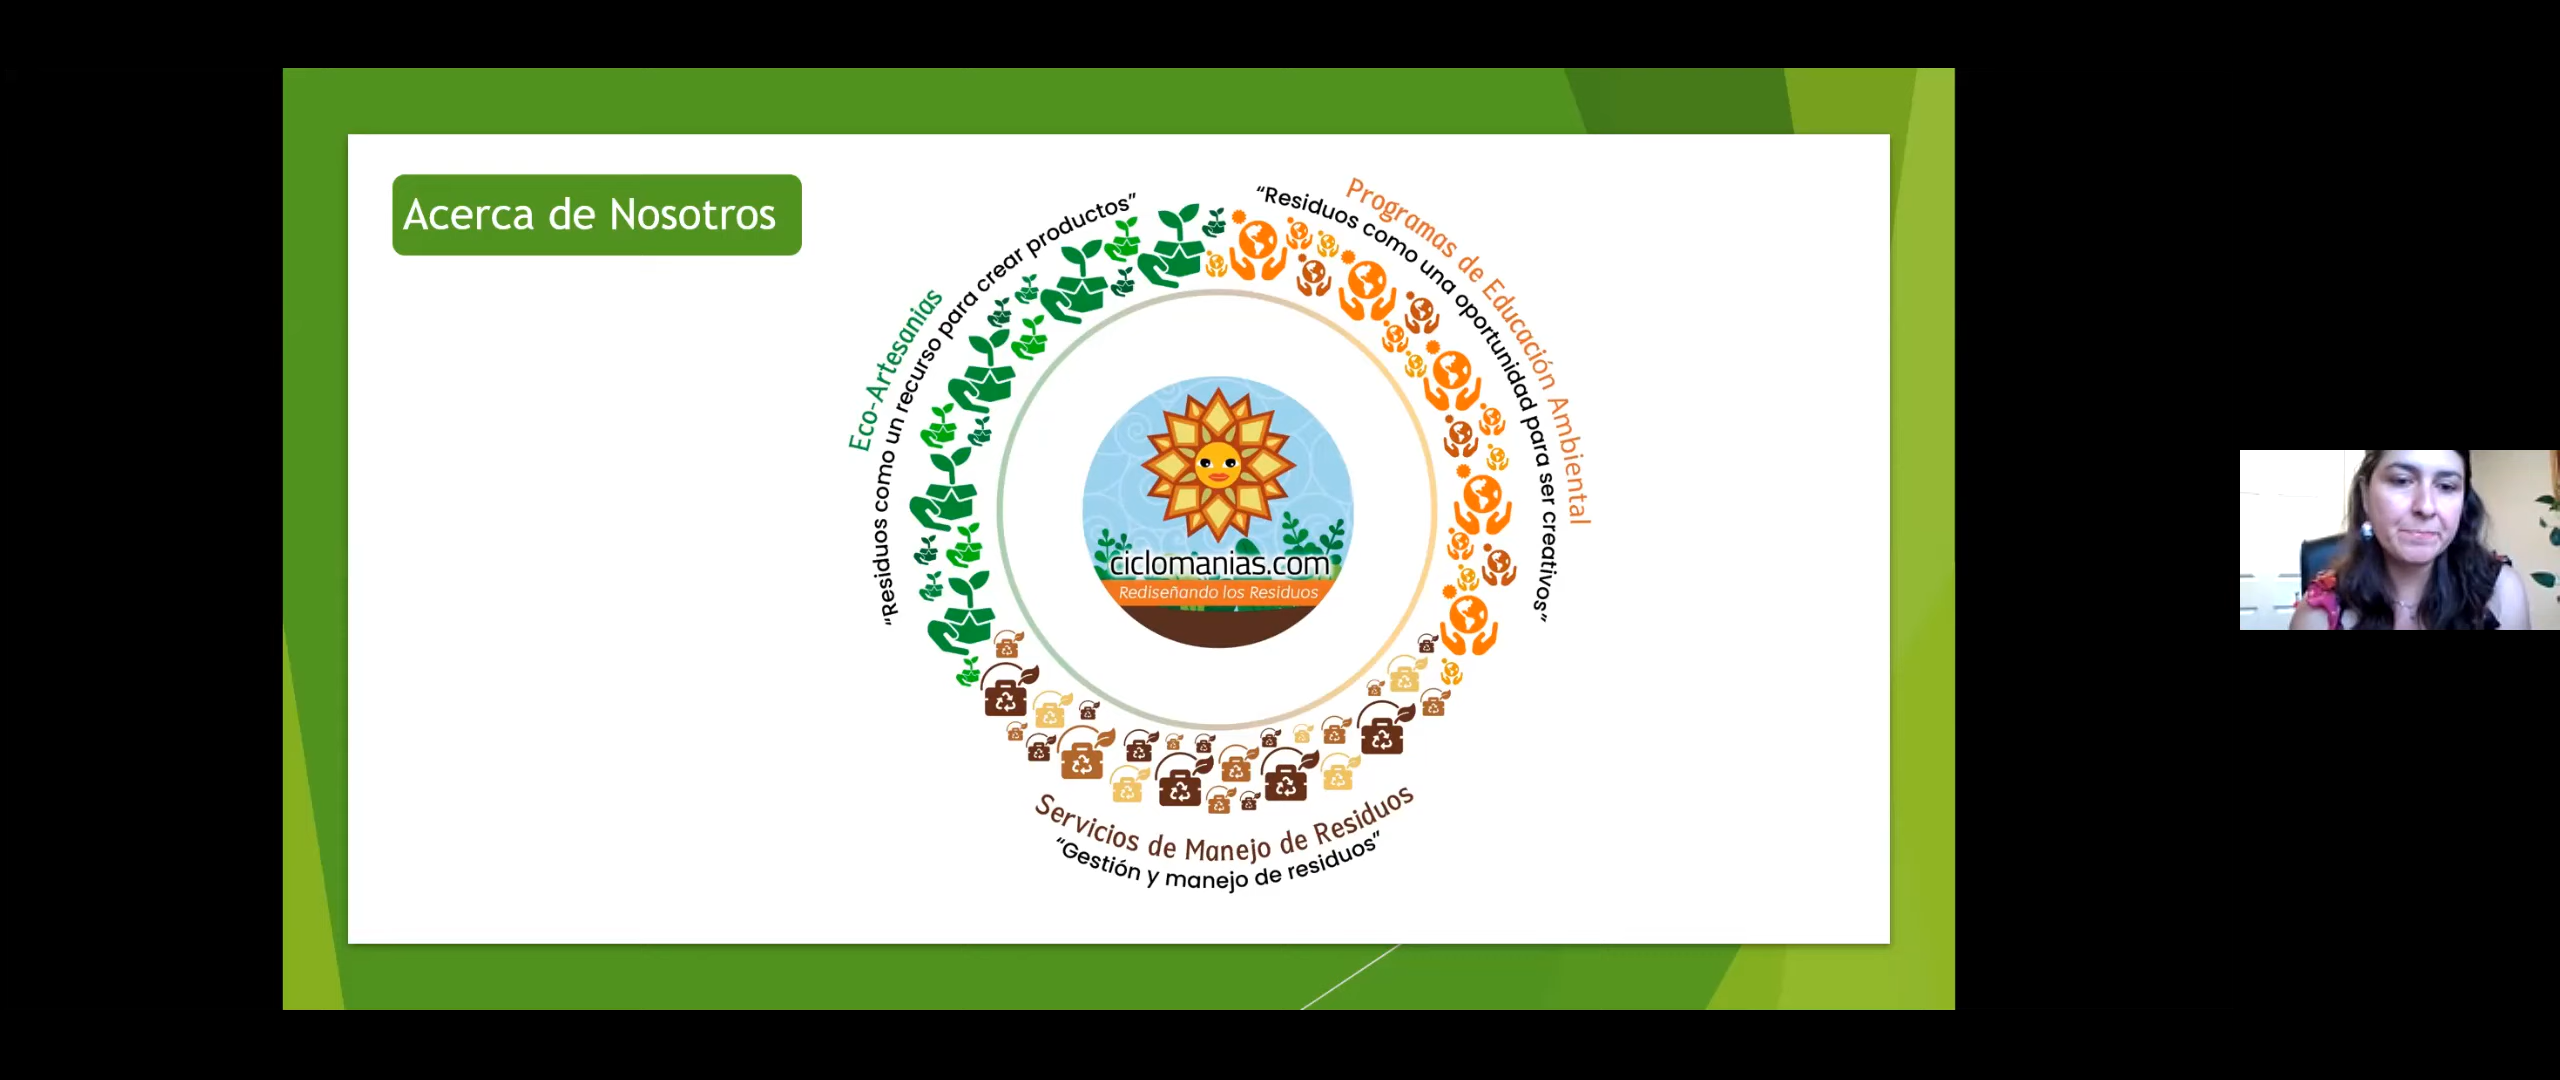 Acerca de Nosotros
Eco-Artesanias
“Residuos como un recurso para crear productos”
Programas de Educación Ambiental
“Residuos como una oportunidad para ser creativos”
ciclomanias.com
Rediseñando los Residuos
Servicios de Manejo de Residuos
“Gestión y manejo de residuos”